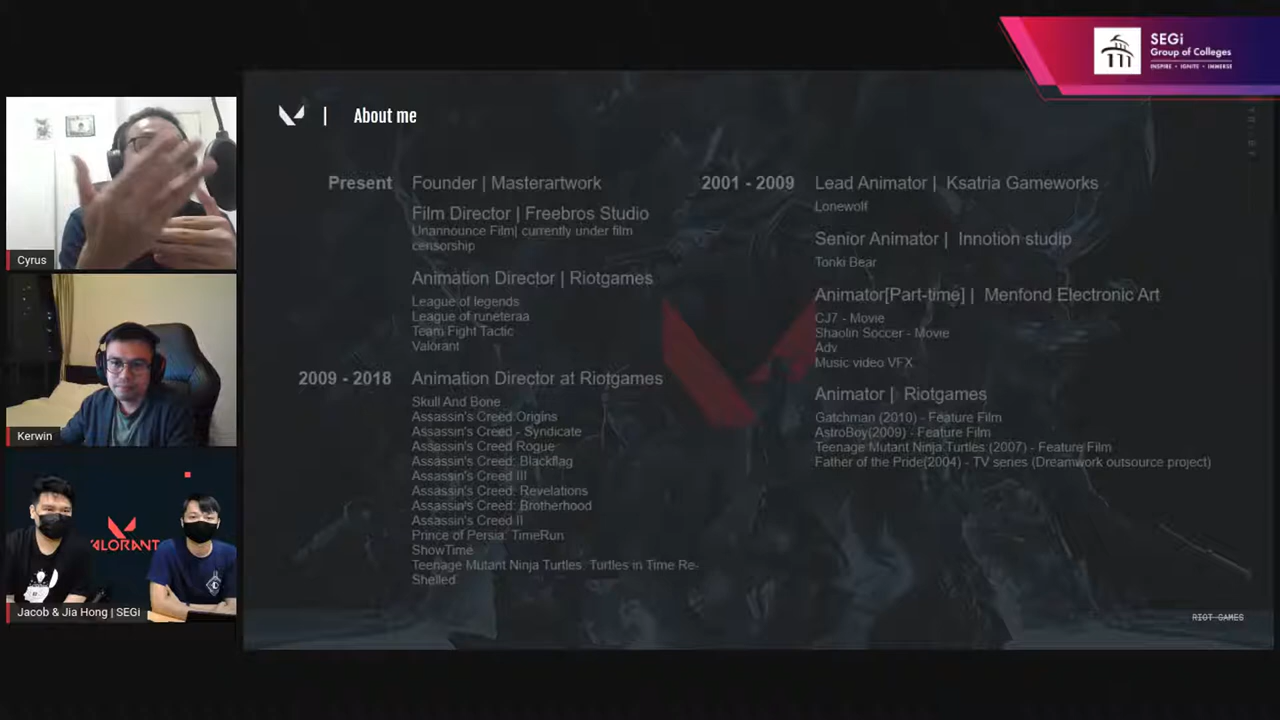 SEGi
Group of Colleges
INSPIRE • IGNITE • IMMERSE
| About me
Present
Founder | Masterartwork
Film Director | Freebros Studio
Unannounce Film| currently under film
censorship
Animation Director | Riotgames
League of legends
League of runeteraa
Team Fight Tactic
Valorant
2009 - 2018
Animation Director at Riotgames
Skull And Bone
Assassin's Creed:Origins
Assassin's Creed - Syndicate
Assassin's Creed Rogue
Assassin's Creed: Blackflag
Assassin's Creed III
Assassin's Creed: Revelations
Assassin's Creed: Brotherhood
Assassin's Creed II
Prince of Persia: TimeRun
ShowTime
Teenage Mutant Ninja Turtles: Turtles in Time Re-
Shelled
2001 - 2009
Lead Animator | Ksatria Gameworks
Lonewolf
Senior Animator | Innotion studip
Tonki Bear
Animator[Part-time] | Menfond Electronic Art
CJ7 - Movie
Shaolin Soccer - Movie
Adv
Music video VFX
Animator | Riotgames
Gatchman (2010) - Feature Film
AstroBoy(2009) - Feature Film
Teenage Mutant Ninja Turtles (2007) - Feature Film
Father of the Pride(2004) - TV series (Dreamwork outsource project)
RIOT GAMES
Cyrus
Kerwin
VALORANT
Jacob & Jia Hong | SEGi